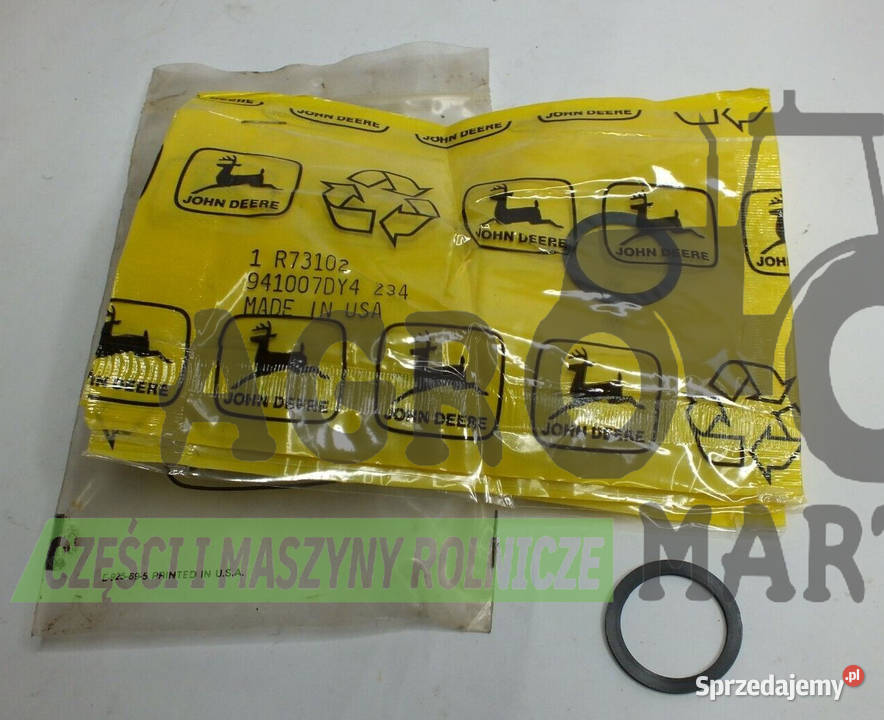 JOHN DEERE
JOHN DEERE
JOHN DEERE
JOHN DEERE
JOHN DEERE
JOHN DEERE
1 R73102
941007DY4 234
MADE IN USA
DEERE
JOHN DEERE
JOHN DEERE
JOHN DEERE
AGRO
MART
CZĘŚCI I MASZYNY ROLNICZE
PRINTED IN U.S.A.
Sprzedajemy.pl